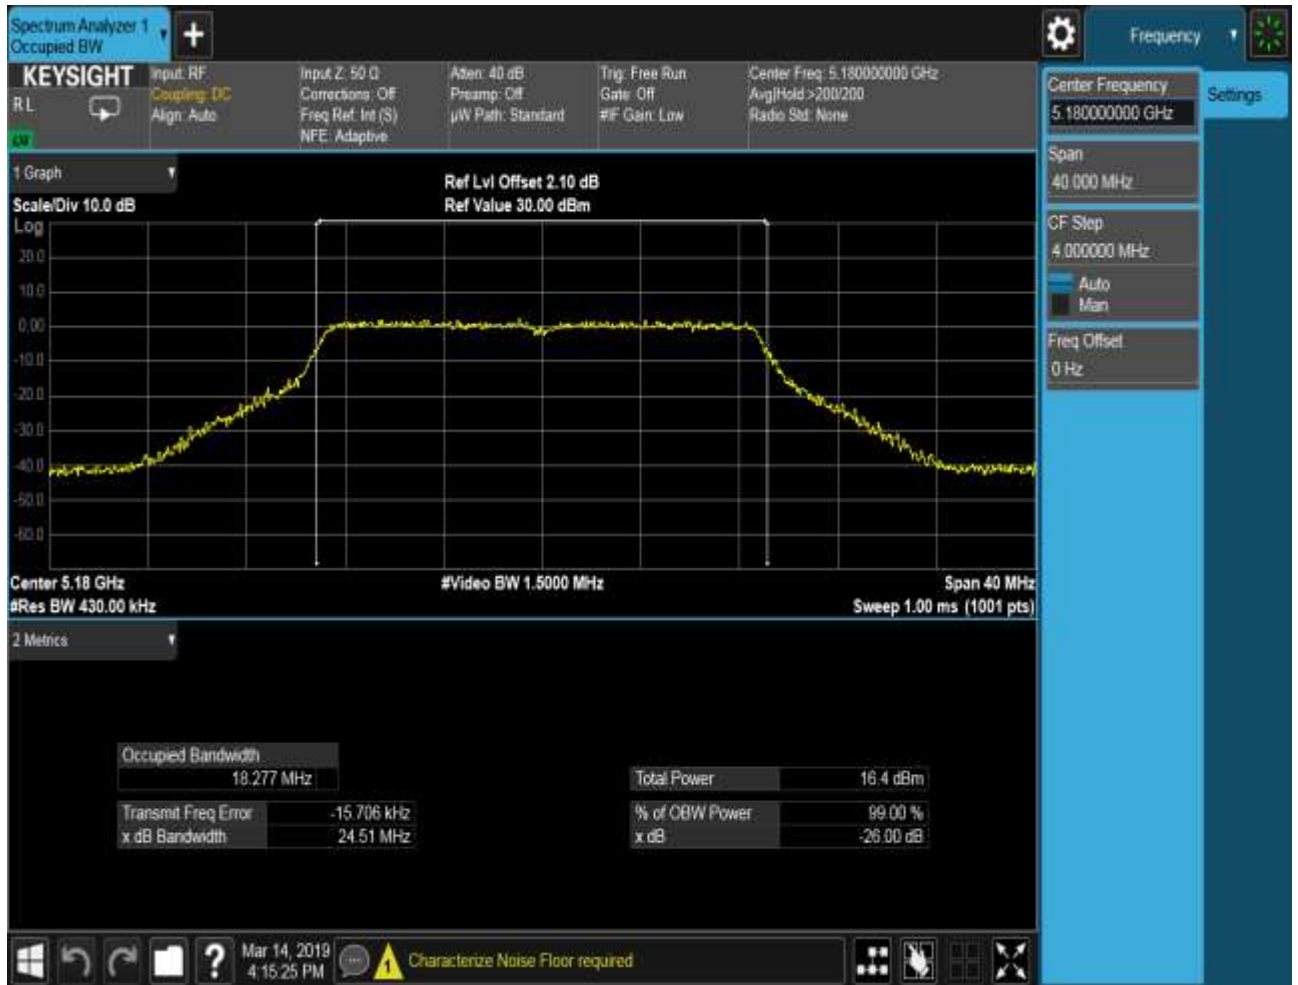 Spectrum Analyzer 1
Occupied BW
Frequency
KEYSIGHT
R L
LW
Input: RF
Coupling: DC
Align: Auto
Input Z: 50 Ω
Corrections: Off
Freq Ref: Int (S)
NFE: Adaptive
Atten: 40 dB
Preamp: Off
µW Path: Standard
Trig: Free Run
Gate: Off
#IF Gain: Low
Center Freq: 5.180000000 GHz
Avg|Hold:>200/200
Radio Std: None
Center Frequency
5.180000000 GHz
Settings
Span
40.000 MHz
CF Step
4.000000 MHz
Auto
Man
Freq Offset
0 Hz
1 Graph
Ref Lvl Offset 2.10 dB
Scale/Div 10.0 dB
Ref Value 30.00 dBm
Log
20.0
10.0
0.00
-10.0
-20.0
-30.0
-40.0
-50.0
-60.0
Center 5.18 GHz
#Video BW 1.5000 MHz
Span 40 MHz
#Res BW 430.00 kHz
Sweep 1.00 ms (1001 pts)
2 Metrics
Occupied Bandwidth
18.277 MHz
Total Power 16.4 dBm
Transmit Freq Error -15.706 kHz
% of OBW Power 99.00 %
x dB Bandwidth 24.51 MHz
x dB -26.00 dB
?
Mar 14, 2019
4:15:25 PM
1
Characterize Noise Floor required